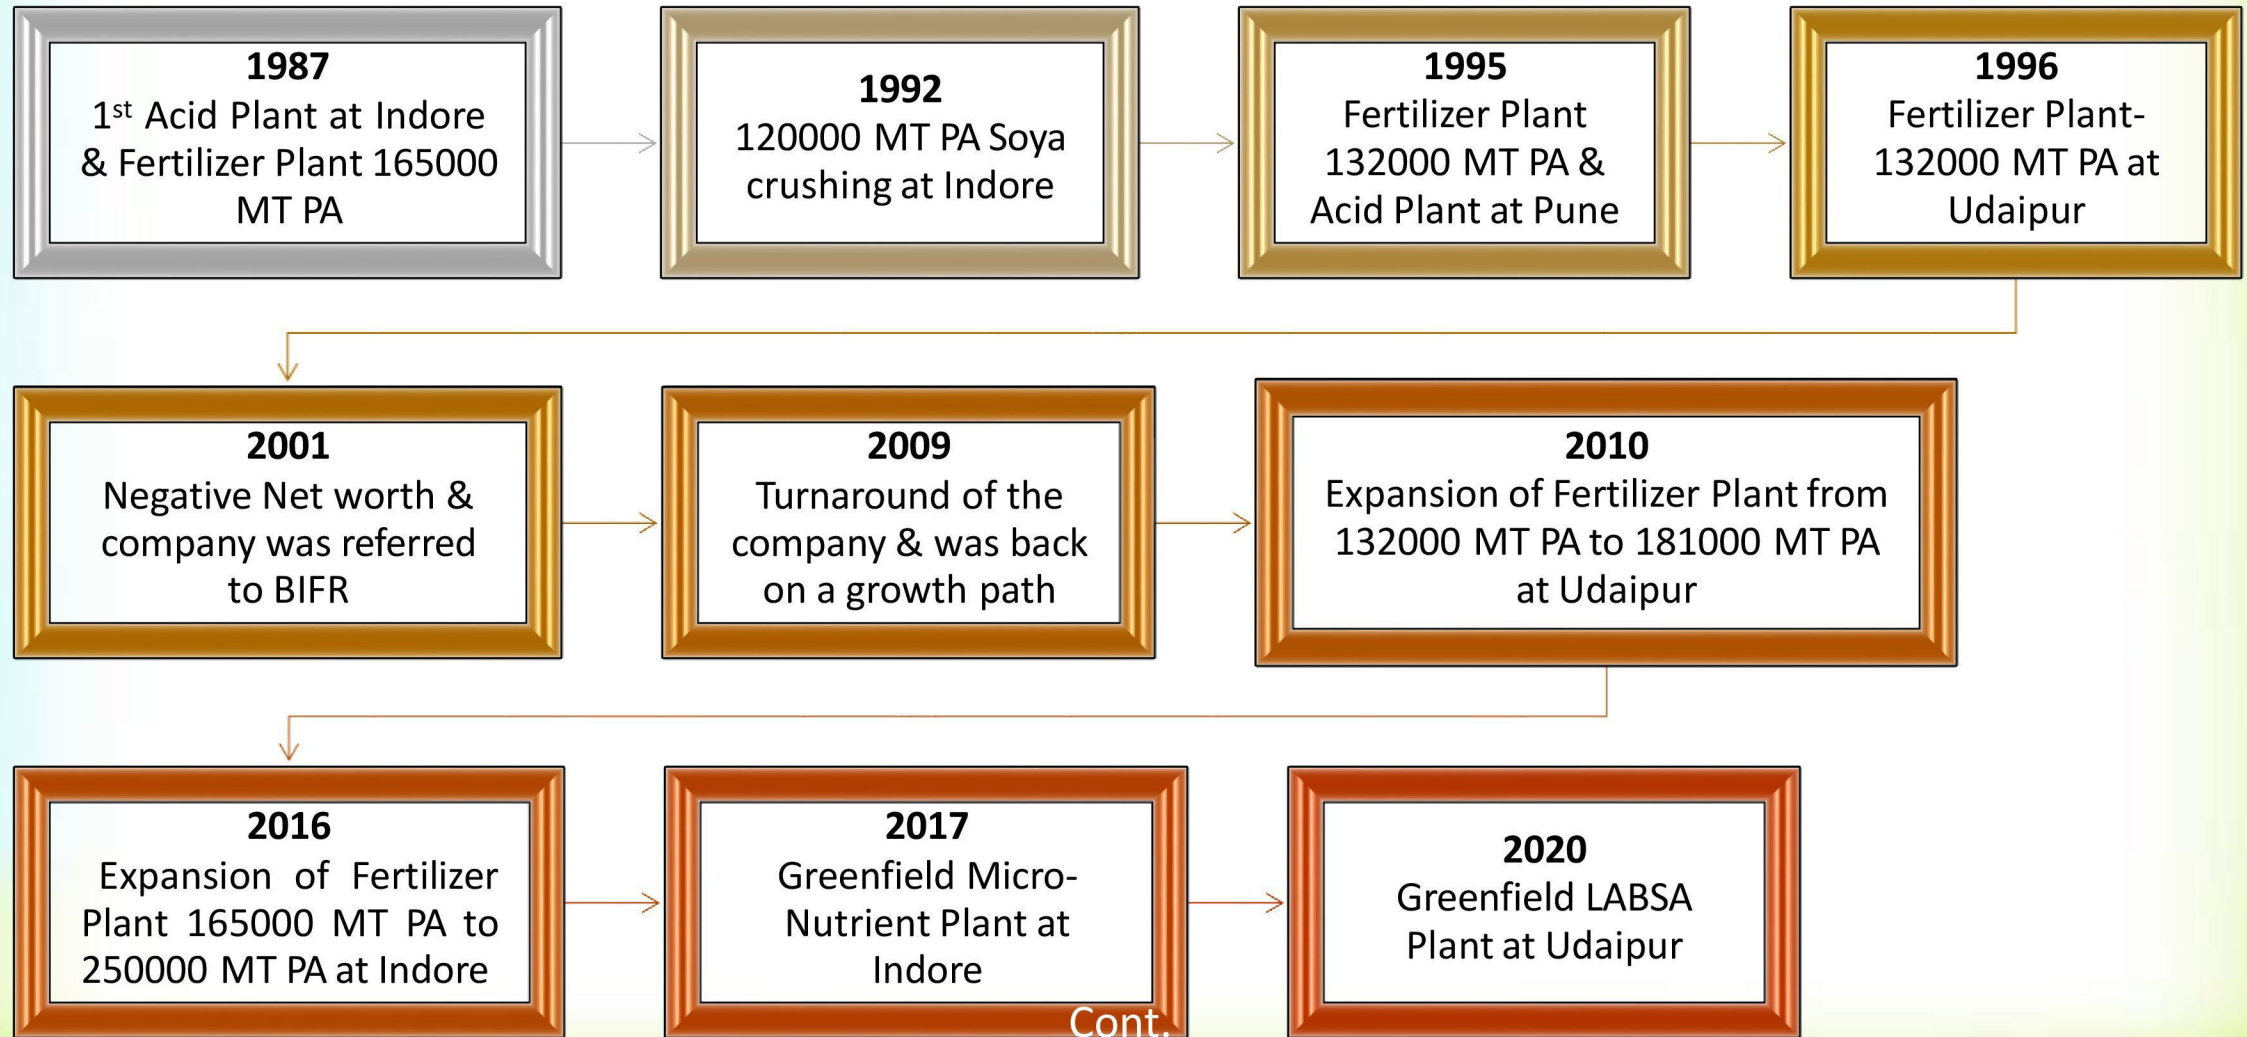 1987
1st Acid Plant at Indore
& Fertilizer Plant 165000
MT PA
1992
120000 MT PA Soya
crushing at Indore
1995
Fertilizer Plant
132000 MT PA &
Acid Plant at Pune
1996
Fertilizer Plant-
132000 MT PA at
Udaipur
2001
Negative Net worth &
company was referred
to BIFR
2009
Turnaround of the
company & was back
on a growth path
2010
Expansion of Fertilizer Plant from
132000 MT PA to 181000 MT PA
at Udaipur
2016
Expansion of Fertilizer
Plant 165000 MT PA to
250000 MT PA at Indore
2017
Greenfield Micro-
Nutrient Plant at
Indore
2020
Greenfield LABSA
Plant at Udaipur
Cont.